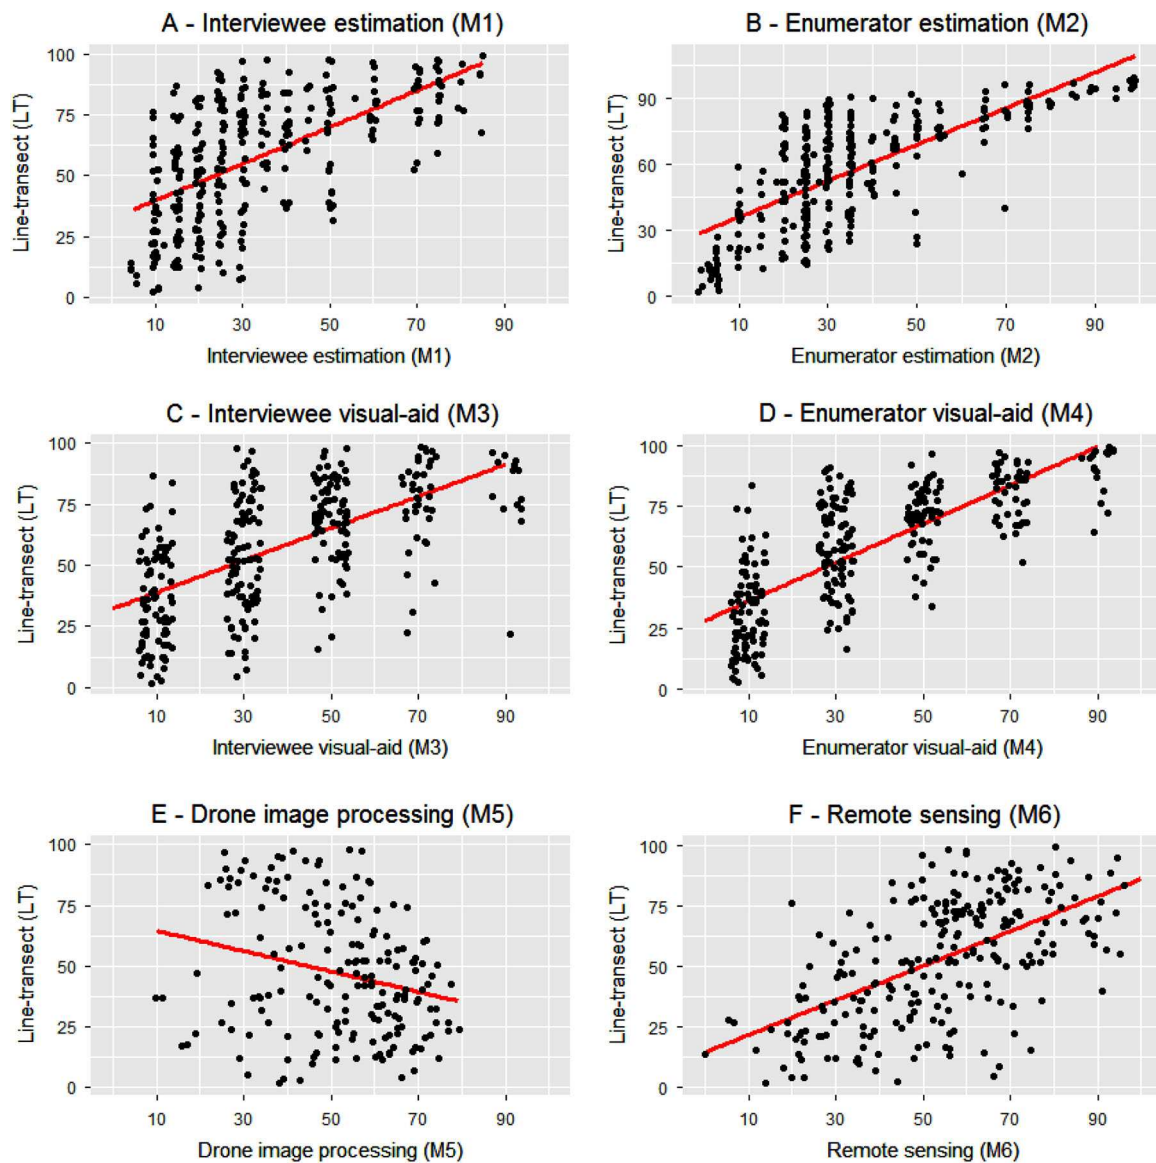 A - Interviewee estimation (M1)
Line-transect (LT)
100
75
50
25
0
10 30 50 70 90
Interviewee estimation (M1)
B - Enumerator estimation (M2)
Line-transect (LT)
90
60
30
0
10 30 50 70 90
Enumerator estimation (M2)
C - Interviewee visual-aid (M3)
Line-transect (LT)
100
75
50
25
0
10 30 50 70 90
Interviewee visual-aid (M3)
D - Enumerator visual-aid (M4)
Line-transect (LT)
100
75
50
25
0
10 30 50 70 90
Enumerator visual-aid (M4)
E - Drone image processing (M5)
Line-transect (LT)
100
75
50
25
0
10 30 50 70 90
Drone image processing (M5)
F - Remote sensing (M6)
Line-transect (LT)
100
75
50
25
0
10 30 50 70 90
Remote sensing (M6)